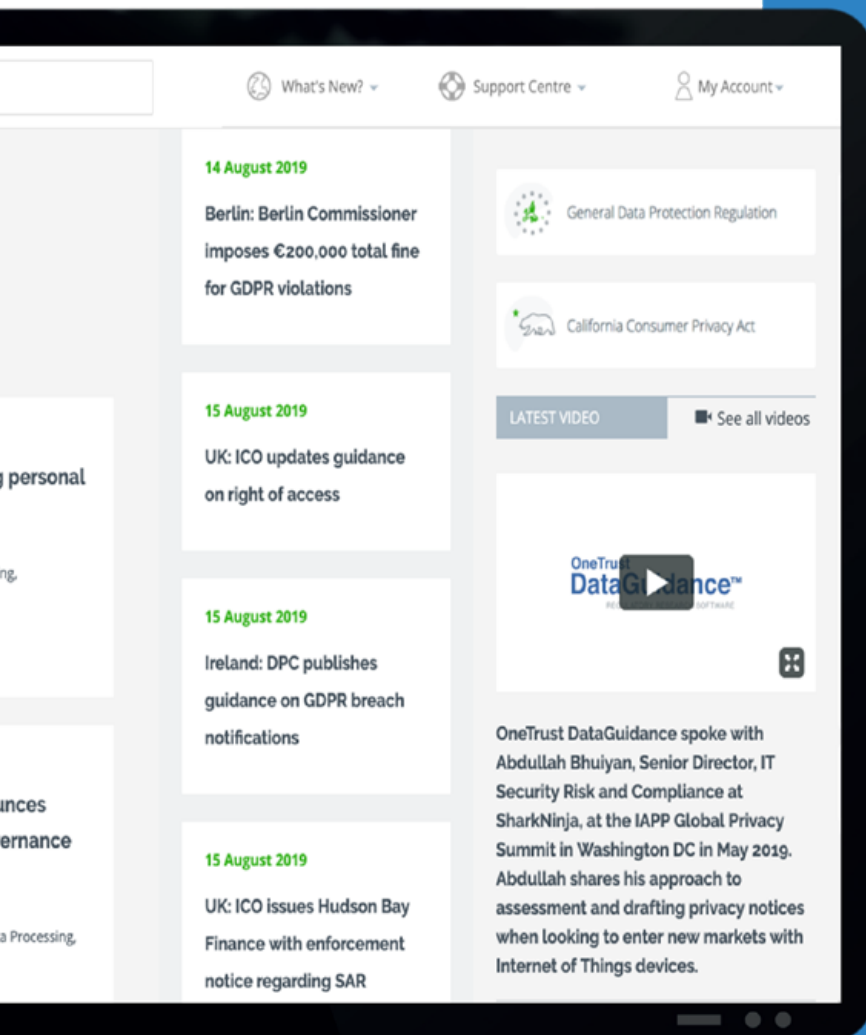 What's New?
Support Centre
My Account
g personal
ng,
unces
ernance
a Processing,
14 August 2019
Berlin: Berlin Commissioner
imposes €200,000 total fine
for GDPR violations
15 August 2019
UK: ICO updates guidance
on right of access
15 August 2019
Ireland: DPC publishes
guidance on GDPR breach
notifications
15 August 2019
UK: ICO issues Hudson Bay
Finance with enforcement
notice regarding SAR
General Data Protection Regulation
California Consumer Privacy Act
LATEST VIDEO
See all videos
OneTrust
DataGuidance™
SOFTWARE
OneTrust DataGuidance spoke with
Abdullah Bhuiyan, Senior Director, IT
Security Risk and Compliance at
SharkNinja, at the IAPP Global Privacy
Summit in Washington DC in May 2019.
Abdullah shares his approach to
assessment and drafting privacy notices
when looking to enter new markets with
Internet of Things devices.